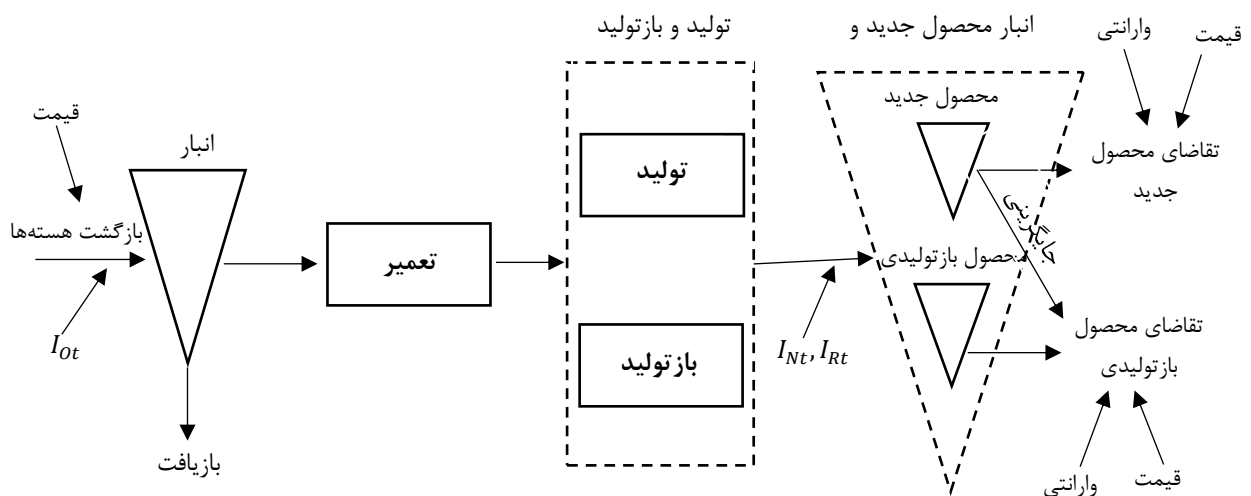 تولید و بازتولید
انبار محصول جدید و
وارانتی
قیمت
قیمت
انبار
محصول جدید
تولید
تقاضای محصول
جدید
بازگشت هسته‌ها
تعمیر
جایگزینی
محصول بازتولیدی
I_{Ot}
I_{Nt}, I_{Rt}
بازتولید
تقاضای محصول
بازتولیدی
بازیافت
وارانتی
قیمت